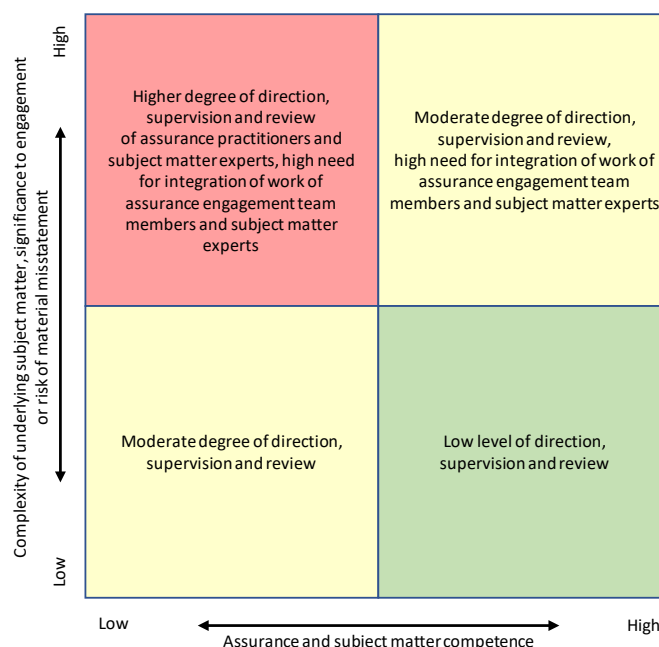 High
Complexity of underlying subject matter, significance to engagement
or risk of material misstatement
Low
Higher degree of direction,
supervision and review
of assurance practitioners and
subject matter experts, high need
for integration of work of
assurance engagement team
members and subject matter
experts
Moderate degree of direction,
supervision and review,
high need for integration of work of
assurance engagement team
members and subject matter experts
Moderate degree of direction,
supervision and review
Low level of direction,
supervision and review
Low
High
Assurance and subject matter competence